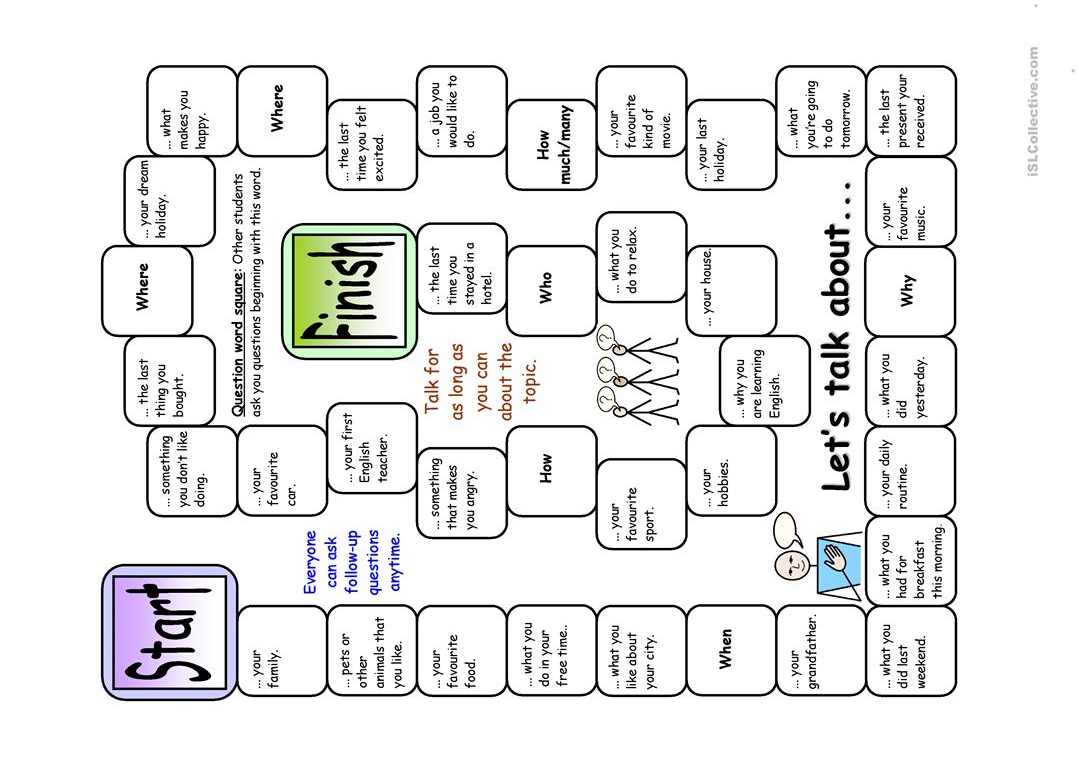 Start
... your
family.
... pets or
other
animals that
you like.
... your
favourite
food.
... what you
do in your
free time..
... what you
like about
your city.
When
... your
grandfather.
... what you
did last
weekend.
... what you
had for
breakfast
this morning.
... your daily
routine.
... what you
did
yesterday.
Why
... your
favourite
music.
... the last
present your
received.
... what
you're going
to do
tomorrow.
... your last
holiday.
... your
favourite
kind of
movie.
How
much/many
... a job you
would like to
do.
... the last
time you felt
excited.
Where
... what
makes you
happy.
... your dream
holiday.
Where
... the last
thing you
bought.
... something
you don't like
doing.
... your
favourite
car.
... your first
English
teacher.
... something
that makes
you angry.
How
... your
favourite
sport.
... your
hobbies.
... why you
are learning
English.
... your house.
... what you
do to relax.
Who
... the last
time you
stayed in a
hotel.
Finish
Question word square: Other students
ask you questions beginning with this word.
Everyone
can ask
follow-up
questions
anytime.
Talk for
as long as
you can
about the
topic.
? ? ?
Let's talk about...
iSLCollective.com